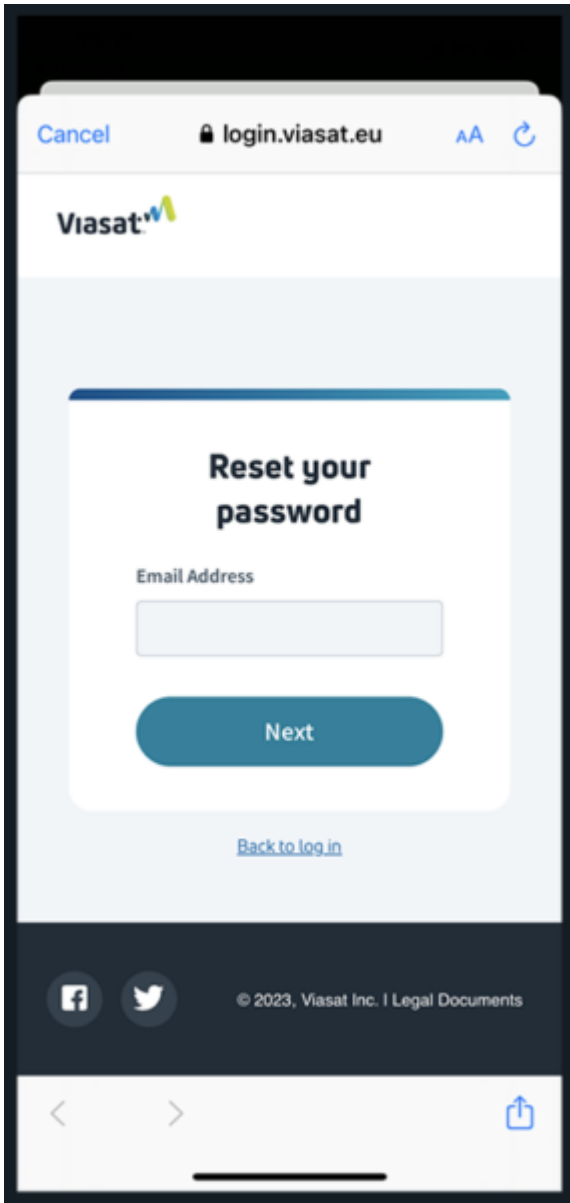 Cancel login.viasat.eu AA
Viasat
Reset your
password
Email Address
Next
Back to log in
© 2023, Viasat Inc. I Legal Documents